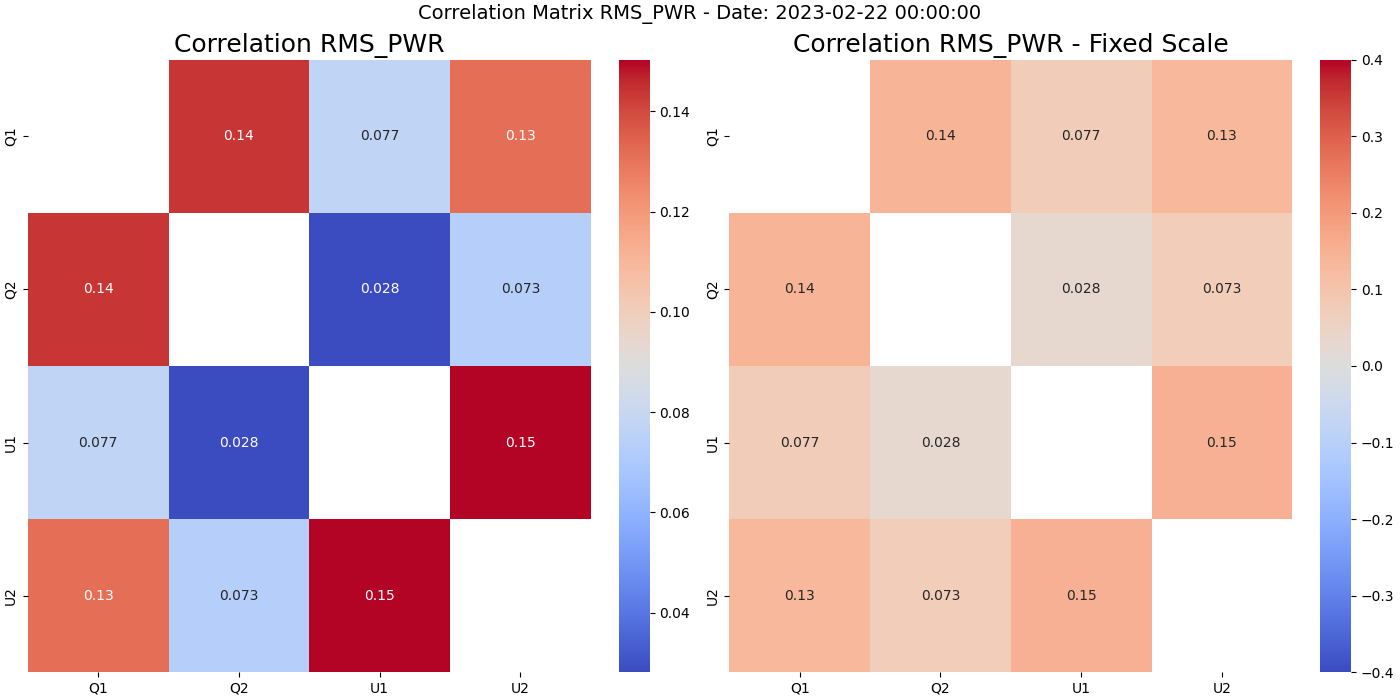 Correlation Matrix RMS_PWR - Date: 2023-02-22 00:00:00
Correlation RMS_PWR
Q1
0.14
0.077
0.13
Q2
0.14
0.028
0.073
U1
0.077
0.028
0.15
U2
0.13
0.073
0.15
Q1
Q2
U1
U2
0.14
0.12
0.10
0.08
0.06
0.04
Correlation RMS_PWR - Fixed Scale
Q1
0.14
0.077
0.13
Q2
0.14
0.028
0.073
U1
0.077
0.028
0.15
U2
0.13
0.073
0.15
Q1
Q2
U1
U2
0.4
0.3
0.2
0.1
0.0
−0.1
−0.2
−0.3
−0.4